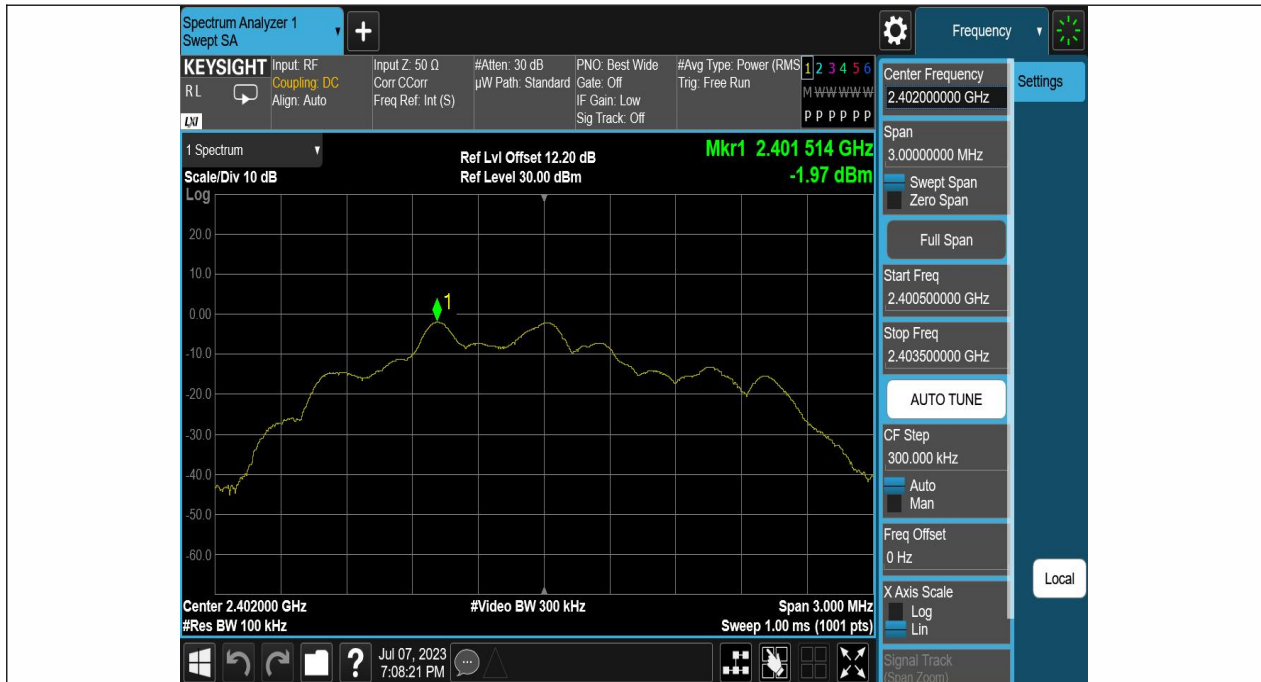 Spectrum Analyzer 1
Swept SA
+
Frequency
KEYSIGHT
R L
LXI
Input: RF
Coupling: DC
Align: Auto
Input Z: 50 Ω
Corr CCorr
Freq Ref: Int (S)
#Atten: 30 dB
µW Path: Standard
PNO: Best Wide
Gate: Off
IF Gain: Low
Sig Track: Off
#Avg Type: Power (RMS
Trig: Free Run
1 2 3 4 5 6
M W W W W W
P P P P P P
1 Spectrum
Scale/Div 10 dB
Log
Ref Lvl Offset 12.20 dB
Ref Level 30.00 dBm
Mkr1 2.401 514 GHz
-1.97 dBm
20.0
10.0
0.00
-10.0
-20.0
-30.0
-40.0
-60.0
1
Center 2.402000 GHz
#Res BW 100 kHz
#Video BW 300 kHz
Span 3.000 MHz
Sweep 1.00 ms (1001 pts)
?
Jul 07, 2023
7:08:21 PM
Center Frequency
2.402000000 GHz
Settings
Span
3.00000000 MHz
Swept Span
Zero Span
Full Span
Start Freq
2.400500000 GHz
Stop Freq
2.403500000 GHz
AUTO TUNE
CF Step
300.000 kHz
Auto
Man
Freq Offset
0 Hz
X Axis Scale
Log
Lin
Local
Signal Track
(Span Zoom)